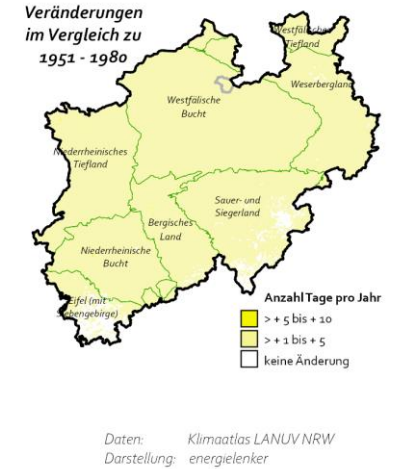 Veränderungen
im Vergleich zu
1951 - 1980
Westfälisches
Tiefland
Weserbergland
Westfälische
Bucht
Niederrheinisches
Tiefland
Sauer- und
Siegerland
Bergisches
Land
Niederrheinische
Bucht
Eifel (mit
Siebengebirge)
Anzahl Tage pro Jahr
> + 5 bis + 10
> + 1 bis + 5
keine Änderung
Daten: Klimaatlas LANUV NRW
Darstellung: energielenker